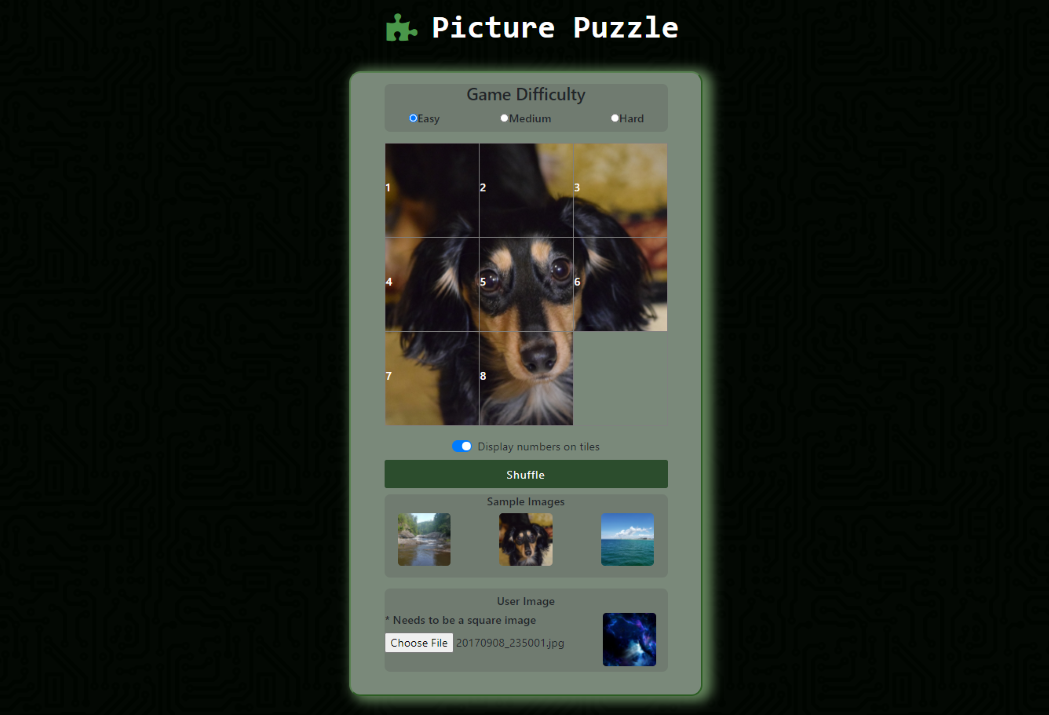 Picture Puzzle
Game Difficulty
Easy Medium Hard
1 2 3
4 5 6
7 8
Display numbers on tiles
Shuffle
Sample Images
User Image
* Needs to be a square image
Choose File 20170908_235001.jpg